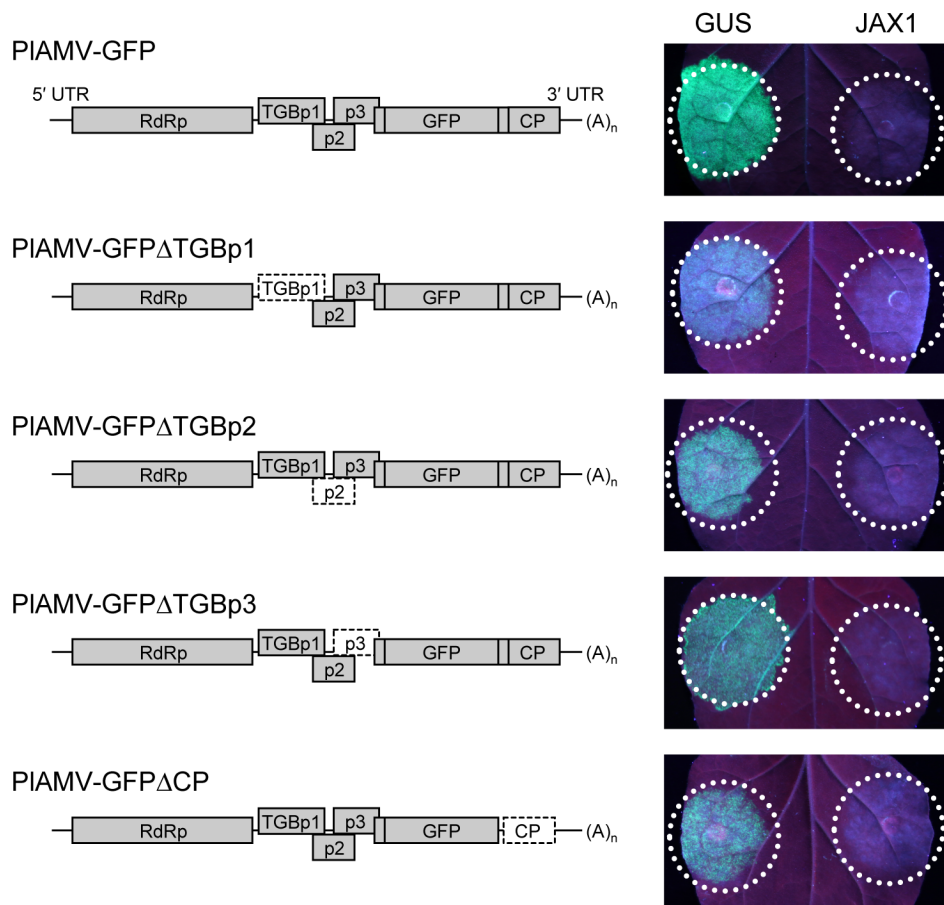 GUS JAX1
PlAMV-GFP
5′ UTR 3′ UTR
TGBp1 p3
RdRp GFP CP (A)n
p2
PlAMV-GFPΔTGBp1
TGBp1 p3
RdRp GFP CP (A)n
p2
PlAMV-GFPΔTGBp2
TGBp1 p3
RdRp GFP CP (A)n
p2
PlAMV-GFPΔTGBp3
TGBp1 p3
RdRp GFP CP (A)n
p2
PlAMV-GFPΔCP
TGBp1 p3
RdRp GFP CP (A)n
p2